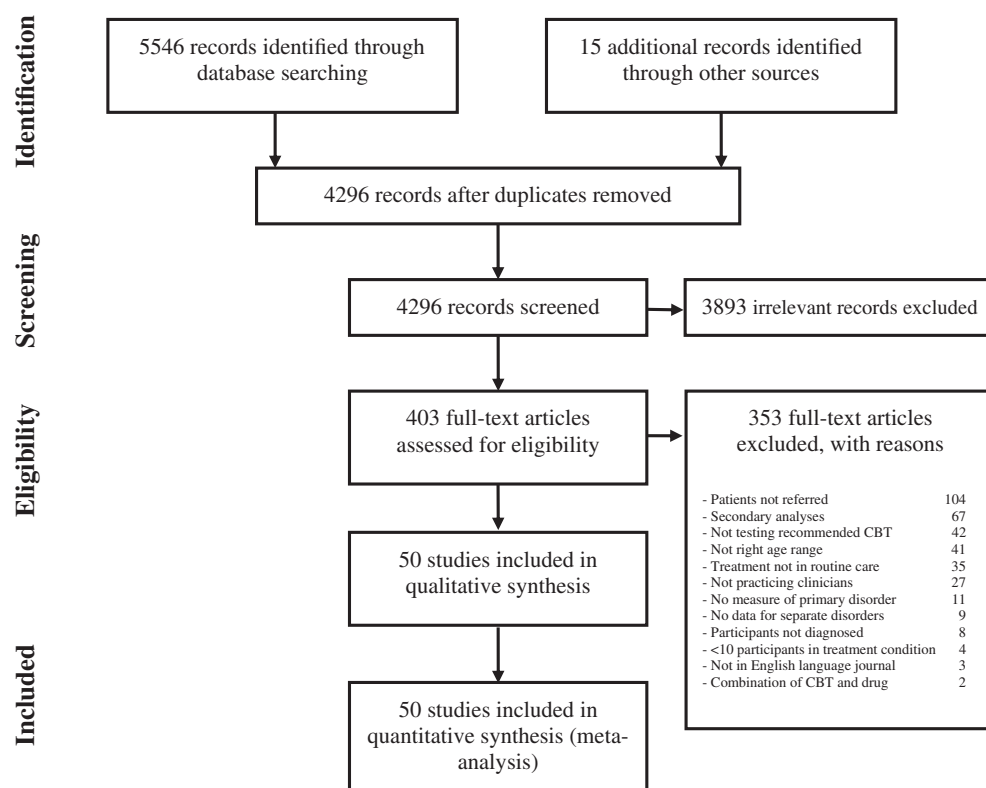 Identification
5546 records identified through
database searching
15 additional records identified
through other sources
4296 records after duplicates removed
Screening
4296 records screened
3893 irrelevant records excluded
Eligibility
403 full-text articles
assessed for eligibility
353 full-text articles
excluded, with reasons
- Patients not referred 104
- Secondary analyses 67
- Not testing recommended CBT 42
- Not right age range 41
- Treatment not in routine care 35
- Not practicing clinicians 27
- No measure of primary disorder 11
- No data for separate disorders 9
- Participants not diagnosed 8
- <10 participants in treatment condition 4
- Not in English language journal 3
- Combination of CBT and drug 2
50 studies included in
qualitative synthesis
Included
50 studies included in
quantitative synthesis (meta-
analysis)